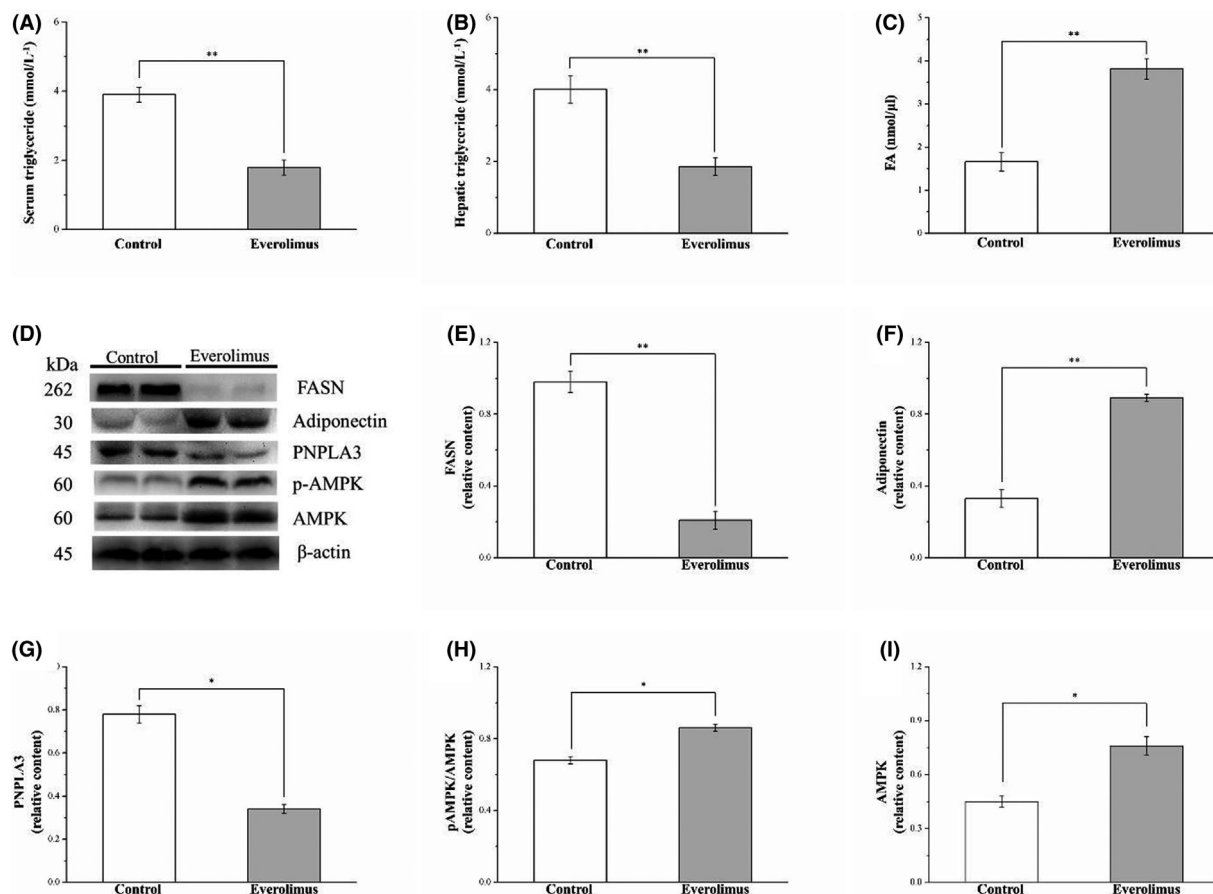 (A)
Serum triglyceride (mmol/L⁻¹)
6
4
2
0
**
Control Everolimus
(B)
Hepatic triglyceride (mmol/L⁻¹)
6
4
2
0
**
Control Everolimus
(C)
FA (nmol/μl)
5
4
3
2
1
0
**
Control Everolimus
(D)
kDa Control Everolimus
262 FASN
30 Adiponectin
45 PNPLA3
60 p-AMPK
60 AMPK
45 β-actin
(E)
FASN
(relative content)
1.2
0.8
0.4
0.0
**
Control Everolimus
(F)
Adiponectin
(relative content)
1.2
0.8
0.4
0.0
**
Control Everolimus
(G)
PNPLA3
(relative content)
0.8
0.4
0.0
*
Control Everolimus
(H)
pAMPK/AMPK
(relative content)
1.2
0.8
0.4
0.0
*
Control Everolimus
(I)
AMPK
(relative content)
1.2
0.9
0.6
0.3
0.0
*
Control Everolimus